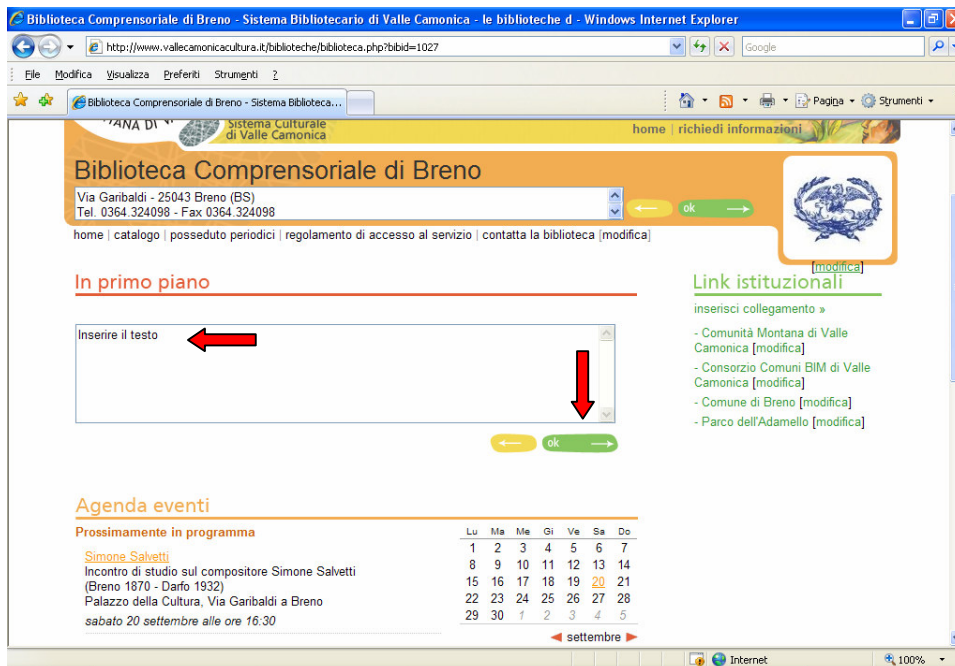 Biblioteca Comprensoriale di Breno - Sistema Bibliotecario di Valle Camonica - le biblioteche d - Windows Internet Explorer
http://www.vallecamonicacultura.it/biblioteche/biblioteca.php?bibid=1027
Google
File Modifica Visualizza Preferiti Strumenti ?
Biblioteca Comprensoriale di Breno - Sistema Biblioteca...
Pagina
Strumenti
Sistema Culturale
di Valle Camonica
home | richiedi informazioni
Biblioteca Comprensoriale di Breno
Via Garibaldi - 25043 Breno (BS)
Tel. 0364.324098 - Fax 0364.324098
ok
home | catalogo | posseduto periodici | regolamento di accesso al servizio | contatta la biblioteca [modifica]
[modifica]
In primo piano
Inserire il testo
ok
Link istituzionali
inserisci collegamento »
- Comunità Montana di Valle
Camonica [modifica]
- Consorzio Comuni BIM di Valle
Camonica [modifica]
- Comune di Breno [modifica]
- Parco dell'Adamello [modifica]
Agenda eventi
Prossimamente in programma
Simone Salvetti
Incontro di studio sul compositore Simone Salvetti
(Breno 1870 - Darfo 1932)
Palazzo della Cultura, Via Garibaldi a Breno
sabato 20 settembre alle ore 16:30
Lu Ma Me Gi Ve Sa Do
1 2 3 4 5 6 7
8 9 10 11 12 13 14
15 16 17 18 19 20 21
22 23 24 25 26 27 28
29 30 1 2 3 4 5
settembre
Internet
100%